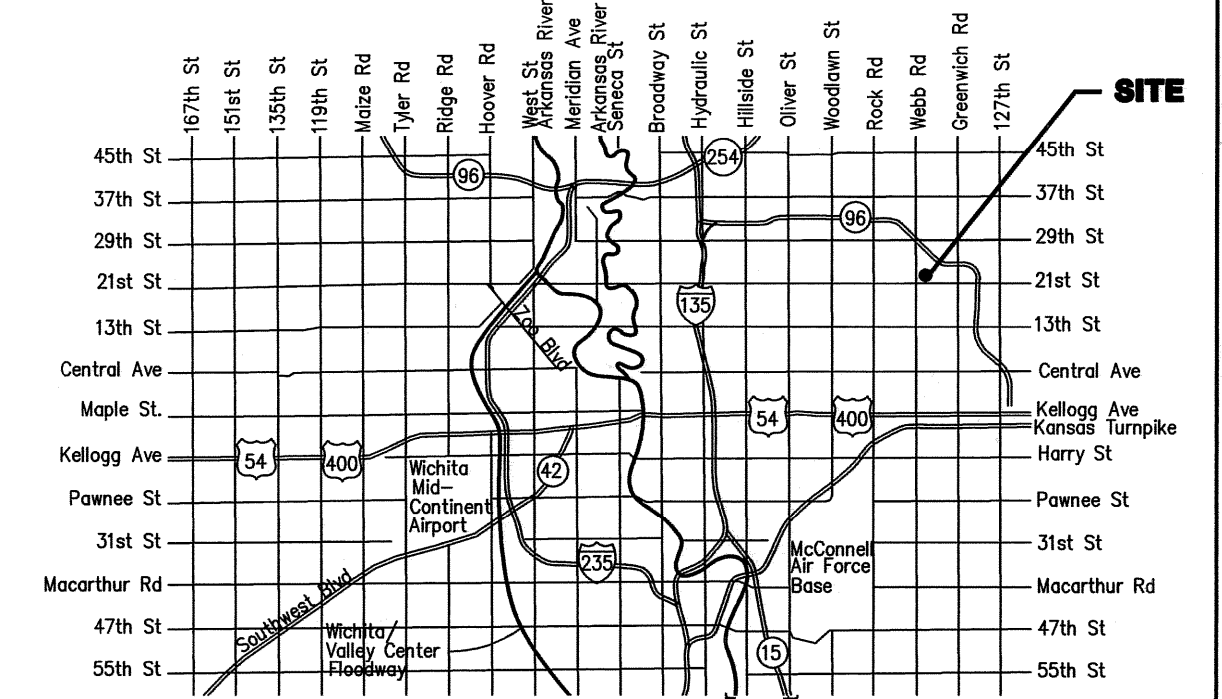 167th St
151st St
135th St
119th St
Maize Rd
Tyler Rd
Ridge Rd
Hoover Rd
West St
Arkansas River
Meridian Ave
Arkansas River
Seneca St
Broadway St
Hydraulic St
Hillside St
Oliver St
Woodlawn St
Rock Rd
Webb Rd
Greenwich Rd
127th St
SITE
45th St
254
45th St
96
37th St
37th St
96
29th St
29th St
21st St
21st St
135
Zoo Blvd
13th St
13th St
Central Ave
Central Ave
Maple St.
54
400
Kellogg Ave
Kansas Turnpike
Kellogg Ave
54
400
Harry St
Wichita
Mid-
Continent
Airport
42
Pawnee St
Pawnee St
31st St
31st St
235
McConnell
Air Force
Base
Macarthur Rd
Macarthur Rd
Southwest Blvd
47th St
47th St
Wichita/
Valley Center
Floodway
15
55th St
55th St